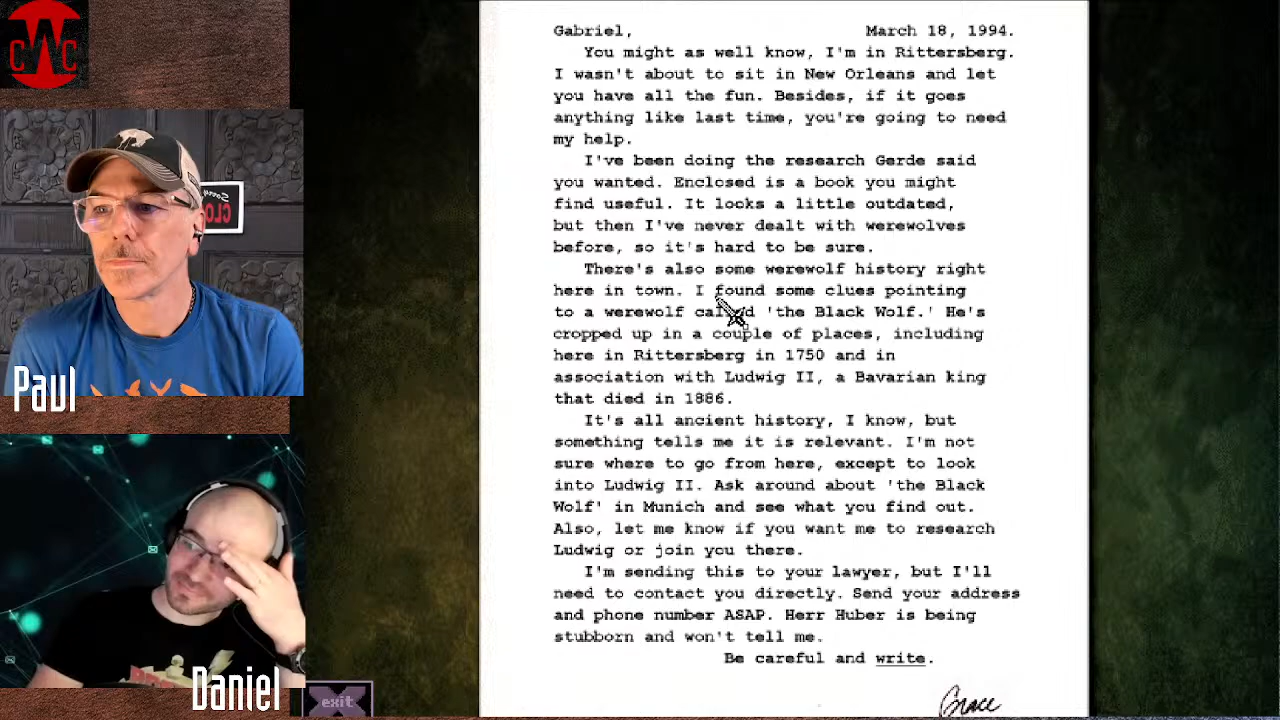 CWC
Paul
Daniel
Gabriel, March 18, 1994.
You might as well know, I'm in Rittersberg.
I wasn't about to sit in New Orleans and let
you have all the fun. Besides, if it goes
anything like last time, you're going to need
my help.
I've been doing the research Gerde said
you wanted. Enclosed is a book you might
find useful. It looks a little outdated,
but then I've never dealt with werewolves
before, so it's hard to be sure.
There's also some werewolf history right
here in town. I found some clues pointing
to a werewolf called 'the Black Wolf.' He's
cropped up in a couple of places, including
here in Rittersberg in 1750 and in
association with Ludwig II, a Bavarian king
that died in 1886.
It's all ancient history, I know, but
something tells me it is relevant. I'm not
sure where to go from here, except to look
into Ludwig II. Ask around about 'the Black
Wolf' in Munich and see what you find out.
Also, let me know if you want me to research
Ludwig or join you there.
I'm sending this to your lawyer, but I'll
need to contact you directly. Send your address
and phone number ASAP. Herr Huber is being
stubborn and won't tell me.
Be careful and write.
Grace
exit